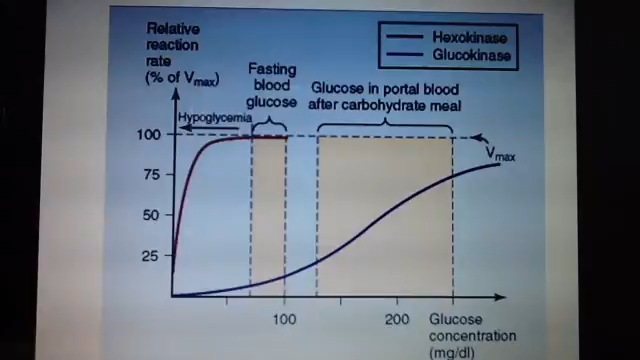 Relative
reaction
rate
(% of Vmax)
Hexokinase
Glucokinase
Fasting
blood
glucose
Glucose in portal blood
after carbohydrate meal
Hypoglycemia
100
75
50
25
Vmax
100
200
Glucose
concentration
(mg/dl)